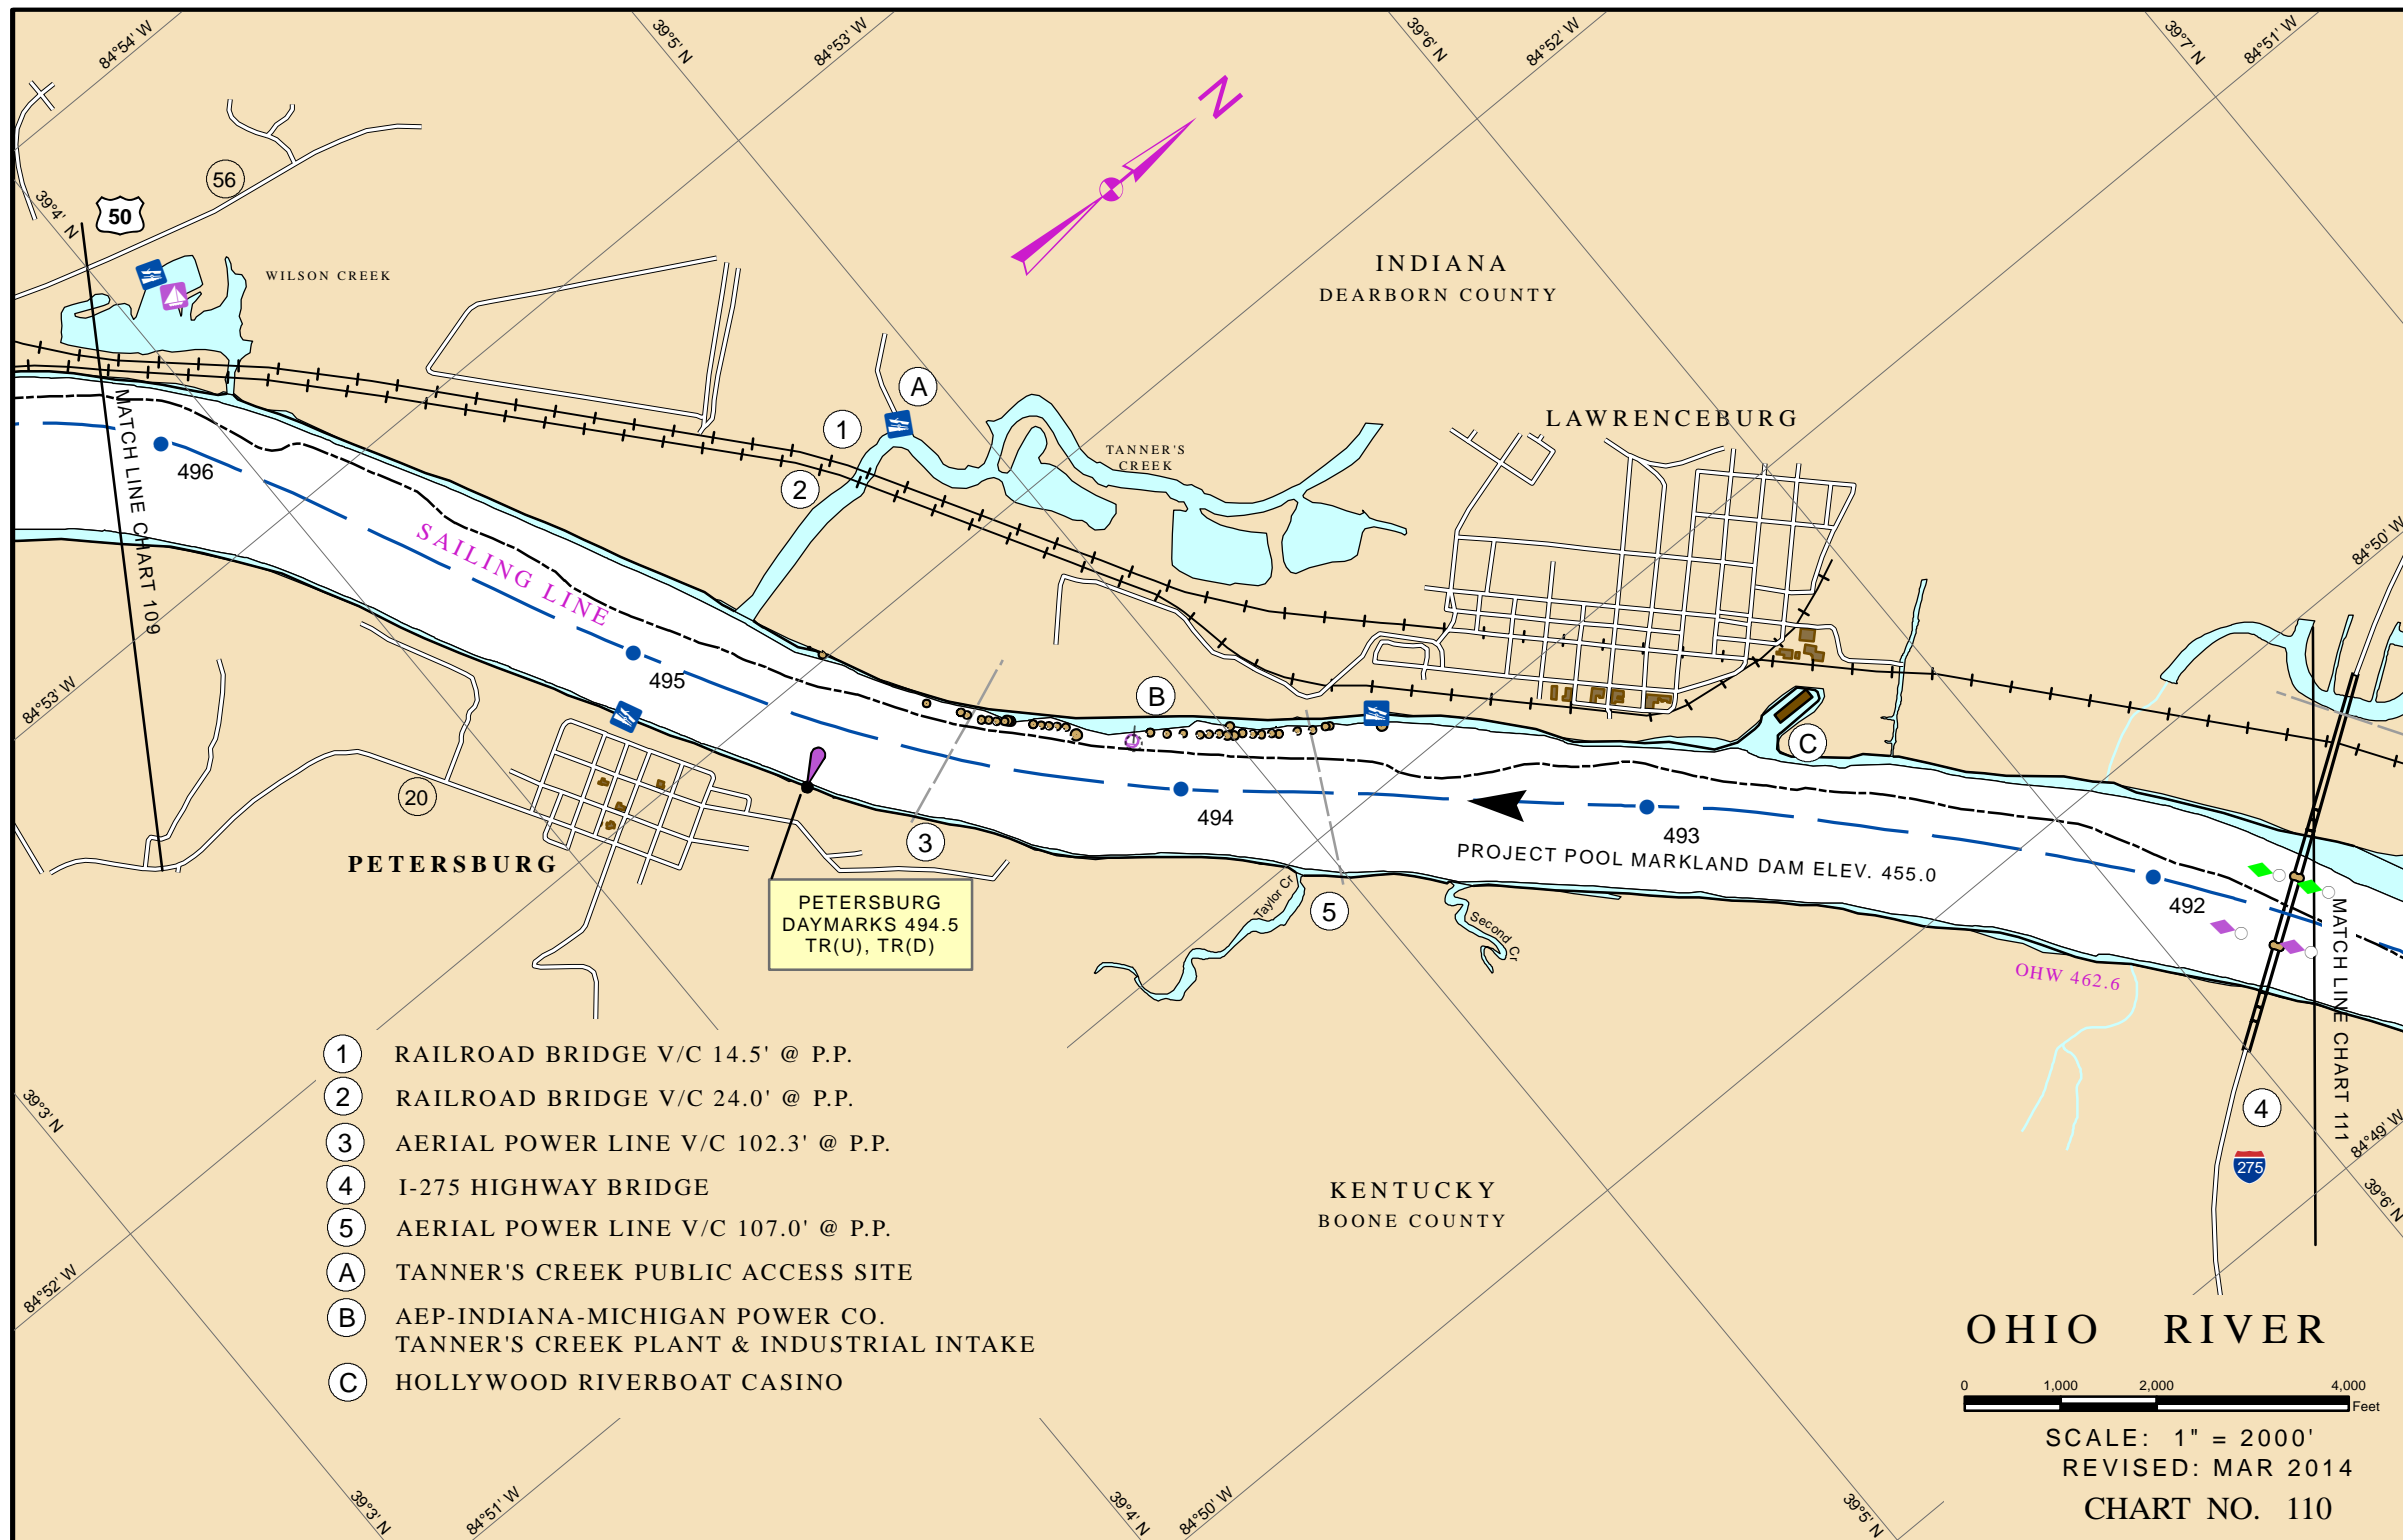 84°54' W
39°5' N
84°53' W
39°6' N
84°52' W
39°7' N
84°51' W
N
56
39°4' N
50
WILSON CREEK
INDIANA
DEARBORN COUNTY
A
1
LAWRENCEBURG
TANNER'S
CREEK
2
496
MATCH LINE CHART 109
SAILING LINE
84°50' W
495
84°53' W
B
C
20
3
494
493
PROJECT POOL MARKLAND DAM ELEV. 455.0
492
PETERSBURG
PETERSBURG
DAYMARKS 494.5
TR(U), TR(D)
Taylor Cr
5
Second Cr
OHW 462.6
MATCH LINE CHART 111
4
275
84°49' W
39°6' N
39°3' N
1 RAILROAD BRIDGE V/C 14.5' @ P.P.
2 RAILROAD BRIDGE V/C 24.0' @ P.P.
3 AERIAL POWER LINE V/C 102.3' @ P.P.
4 I-275 HIGHWAY BRIDGE
5 AERIAL POWER LINE V/C 107.0' @ P.P.
A TANNER'S CREEK PUBLIC ACCESS SITE
B AEP-INDIANA-MICHIGAN POWER CO.
TANNER'S CREEK PLANT & INDUSTRIAL INTAKE
C HOLLYWOOD RIVERBOAT CASINO
KENTUCKY
BOONE COUNTY
84°52' W
39°3' N
84°51' W
39°4' N
84°50' W
39°5' N
OHIO RIVER
0 1,000 2,000 4,000
Feet
SCALE: 1" = 2000'
REVISED: MAR 2014
CHART NO. 110